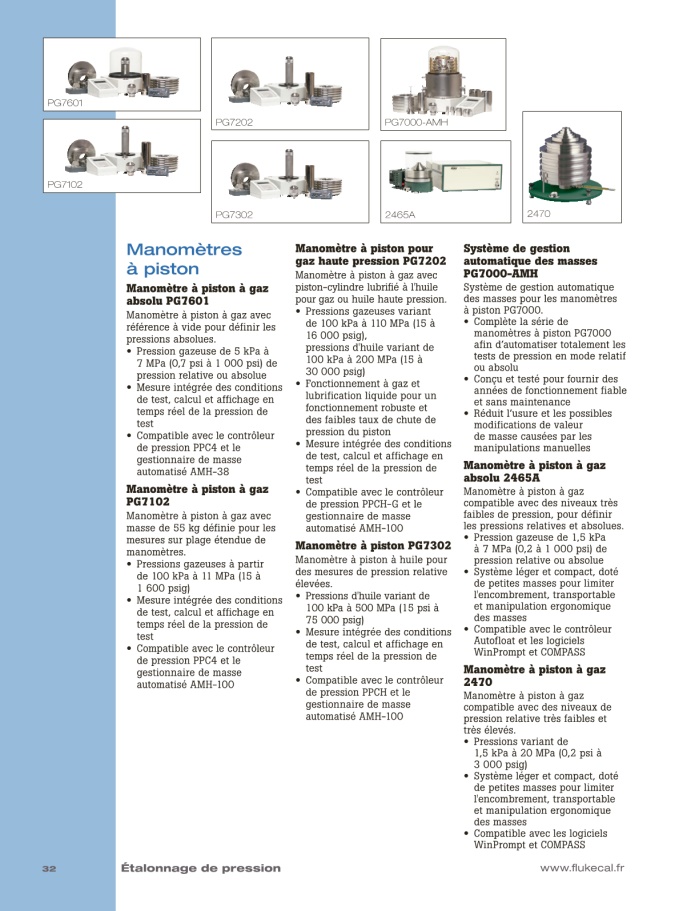 PG7601
PG7202
PG7000-AMH
PG7102
PG7302
2465A
2470
Manomètres
à piston
Manomètre à piston à gaz
absolu PG7601
Manomètre à piston à gaz avec
référence à vide pour définir les
pressions absolues.
• Pression gazeuse de 5 kPa à
7 MPa (0,7 psi à 1 000 psi) de
pression relative ou absolue
• Mesure intégrée des conditions
de test, calcul et affichage en
temps réel de la pression de
test
• Compatible avec le contrôleur
de pression PPC4 et le
gestionnaire de masse
automatisé AMH-38
Manomètre à piston à gaz
PG7102
Manomètre à piston à gaz avec
masse de 55 kg définie pour les
mesures sur plage étendue de
manomètres.
• Pressions gazeuses à partir
de 100 kPa à 11 MPa (15 à
1 600 psig)
• Mesure intégrée des conditions
de test, calcul et affichage en
temps réel de la pression de
test
• Compatible avec le contrôleur
de pression PPC4 et le
gestionnaire de masse
automatisé AMH-100
Manomètre à piston pour
gaz haute pression PG7202
Manomètre à piston à gaz avec
piston-cylindre lubrifié à l'huile
pour gaz ou huile haute pression.
• Pressions gazeuses variant
de 100 kPa à 110 MPa (15 à
16 000 psig),
pressions d'huile variant de
100 kPa à 200 MPa (15 à
30 000 psig)
• Fonctionnement à gaz et
lubrification liquide pour un
fonctionnement robuste et
des faibles taux de chute de
pression du piston
• Mesure intégrée des conditions
de test, calcul et affichage en
temps réel de la pression de
test
• Compatible avec le contrôleur
de pression PPCH-G et le
gestionnaire de masse
automatisé AMH-100
Manomètre à piston PG7302
Manomètre à piston à huile pour
des mesures de pression relative
élevées.
• Pressions d'huile variant de
100 kPa à 500 MPa (15 psi à
75 000 psig)
• Mesure intégrée des conditions
de test, calcul et affichage en
temps réel de la pression de
test
• Compatible avec le contrôleur
de pression PPCH et le
gestionnaire de masse
automatisé AMH-100
Système de gestion
automatique des masses
PG7000-AMH
Système de gestion automatique
des masses pour les manomètres
à piston PG7000.
• Complète la série de
manomètres à piston PG7000
afin d'automatiser totalement les
tests de pression en mode relatif
ou absolu
• Conçu et testé pour fournir des
années de fonctionnement fiable
et sans maintenance
• Réduit l'usure et les possibles
modifications de valeur
de masse causées par les
manipulations manuelles
Manomètre à piston à gaz
absolu 2465A
Manomètre à piston à gaz
compatible avec des niveaux très
faibles de pression, pour définir
les pressions relatives et absolues.
• Pression gazeuse de 1,5 kPa
à 7 MPa (0,2 à 1 000 psi) de
pression relative ou absolue
• Système léger et compact, doté
de petites masses pour limiter
l'encombrement, transportable
et manipulation ergonomique
des masses
• Compatible avec le contrôleur
Autofloat et les logiciels
WinPrompt et COMPASS
Manomètre à piston à gaz
2470
Manomètre à piston à gaz
compatible avec des niveaux de
pression relative très faibles et
très élevés.
• Pressions variant de
1,5 kPa à 20 MPa (0,2 psi à
3 000 psig)
• Système léger et compact, doté
de petites masses pour limiter
l'encombrement, transportable
et manipulation ergonomique
des masses
• Compatible avec les logiciels
WinPrompt et COMPASS
32 Étalonnage de pression www.flukecal.fr